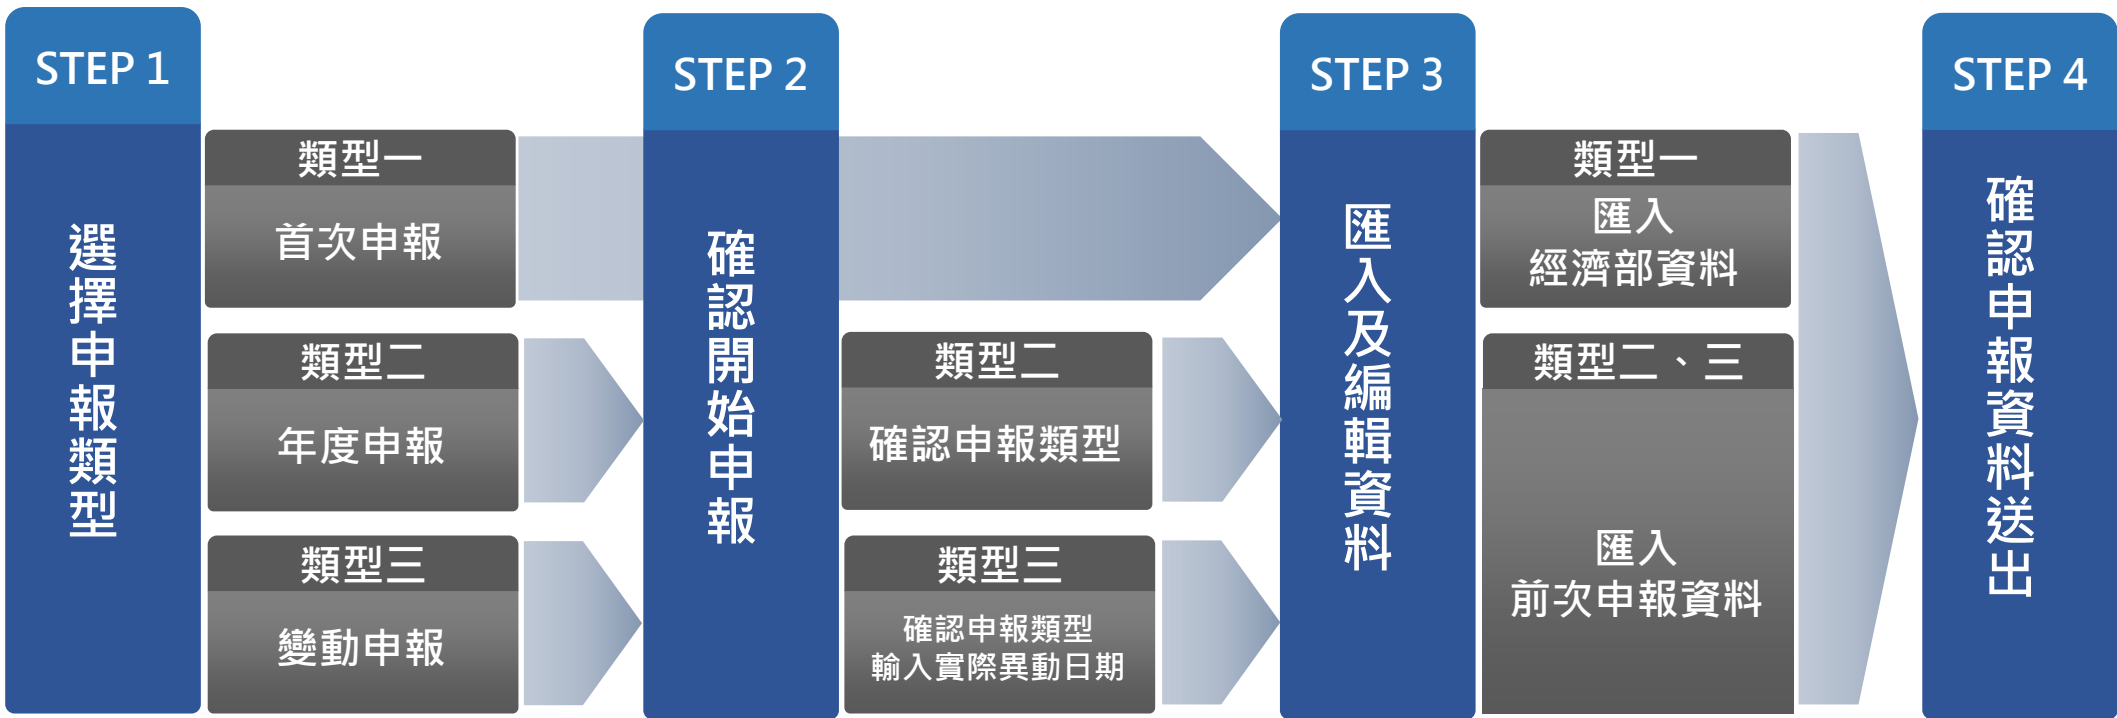 STEP 1
選擇申報類型
類型一
首次申報
類型二
年度申報
類型三
變動申報
STEP 2
確認開始申報
類型二
確認申報類型
類型三
確認申報類型
輸入實際異動日期
STEP 3
匯入及編輯資料
類型一
匯入
經濟部資料
類型二、三
匯入
前次申報資料
STEP 4
確認申報資料送出